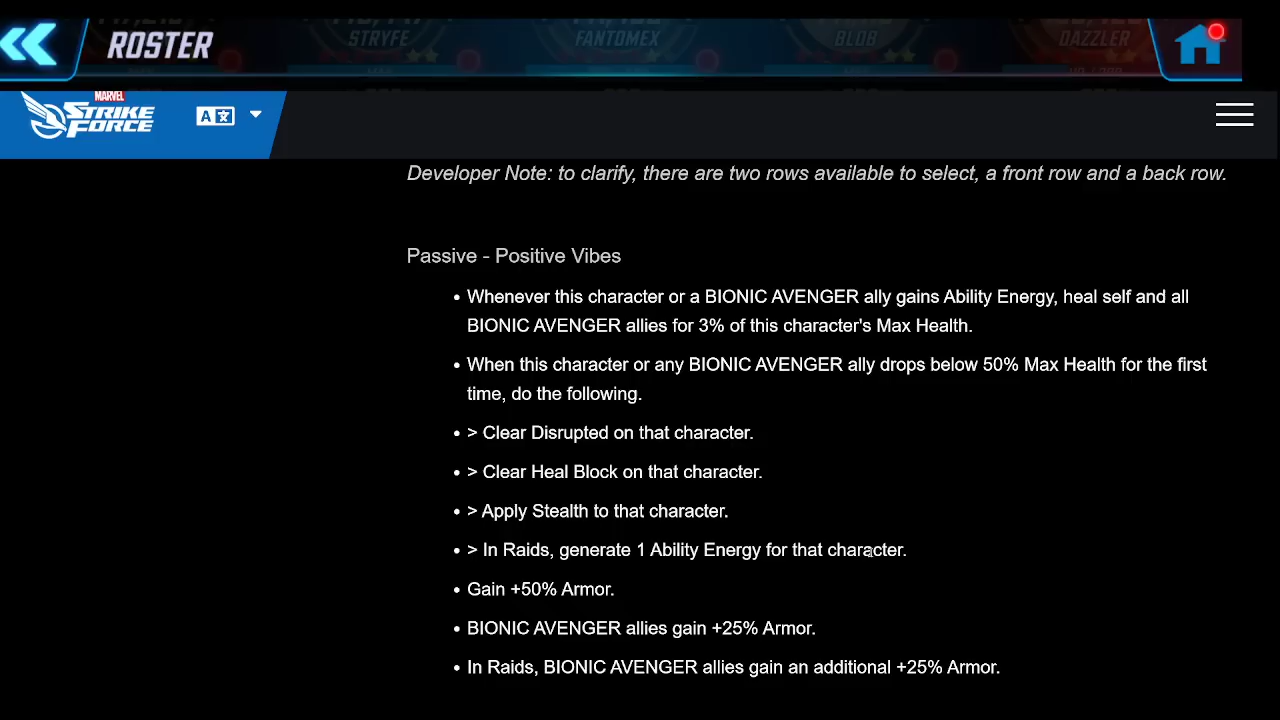 ROSTER
STRYFE
FANTOMEX
BLOB
DAZZLER
MARVEL
STRIKE
FORCE
A
Developer Note: to clarify, there are two rows available to select, a front row and a back row.
Passive - Positive Vibes
• Whenever this character or a BIONIC AVENGER ally gains Ability Energy, heal self and all
BIONIC AVENGER allies for 3% of this character's Max Health.
• When this character or any BIONIC AVENGER ally drops below 50% Max Health for the first
time, do the following.
• > Clear Disrupted on that character.
• > Clear Heal Block on that character.
• > Apply Stealth to that character.
• > In Raids, generate 1 Ability Energy for that character.
• Gain +50% Armor.
• BIONIC AVENGER allies gain +25% Armor.
• In Raids, BIONIC AVENGER allies gain an additional +25% Armor.